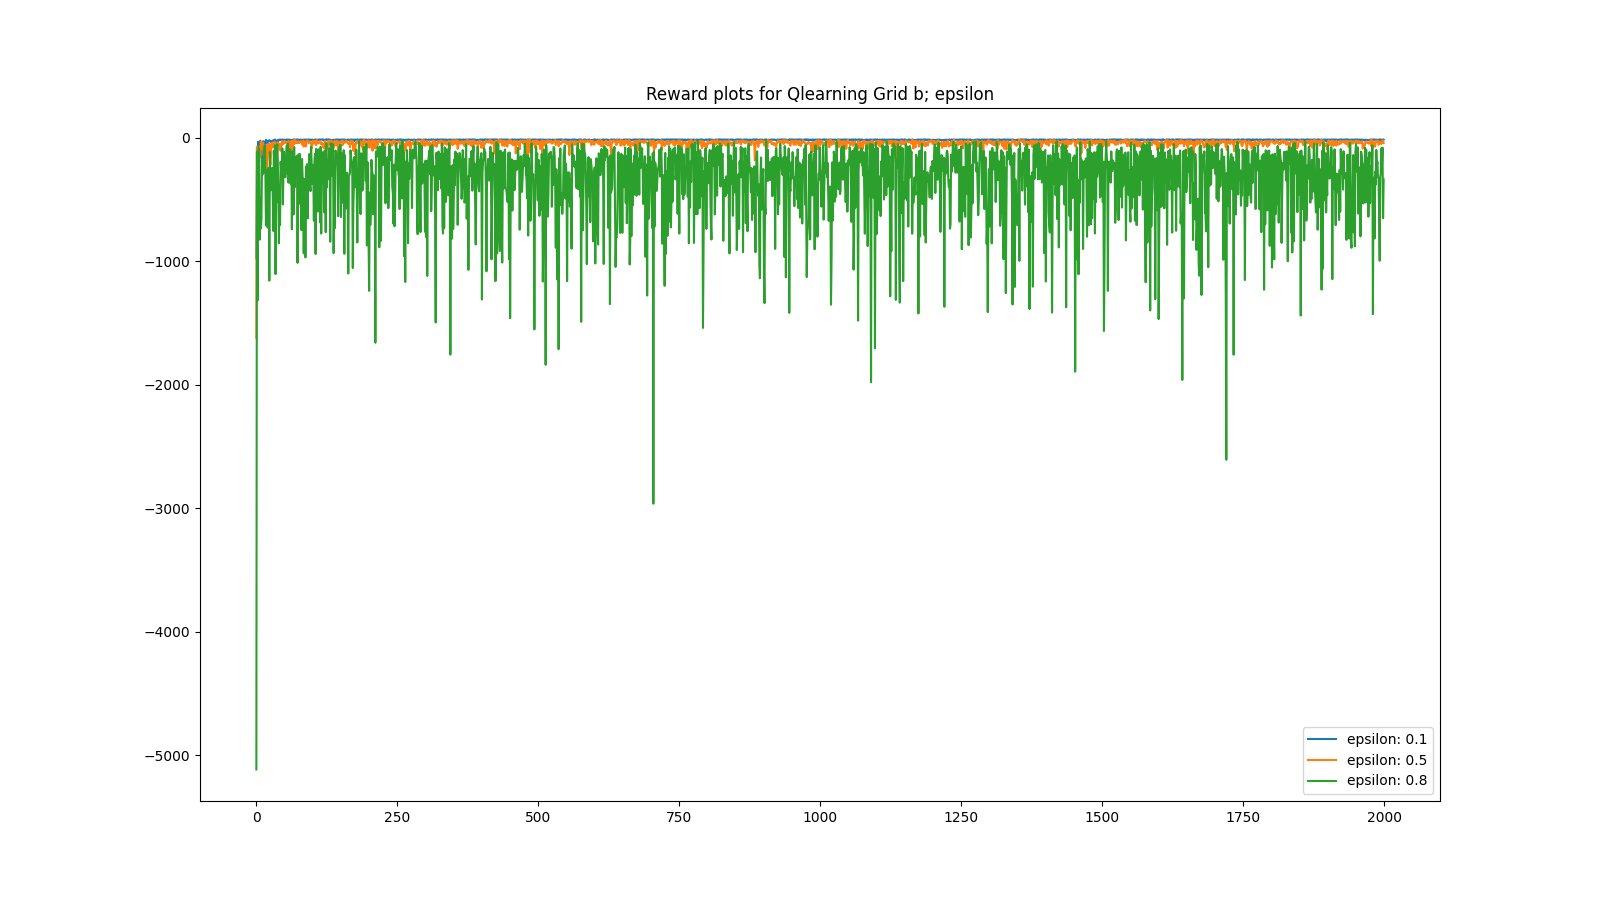 Reward plots for Qlearning Grid b; epsilon
0
−1000
−2000
−3000
−4000
−5000
0 250 500 750 1000 1250 1500 1750 2000
epsilon: 0.1
epsilon: 0.5
epsilon: 0.8